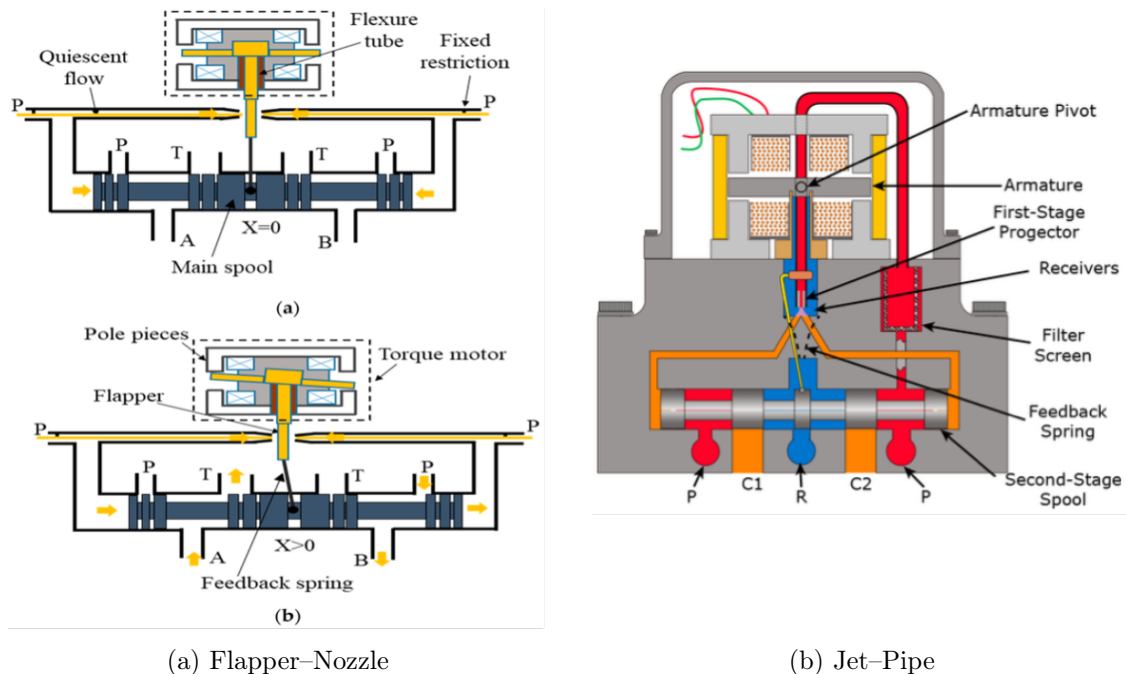 Flexure
tube
Fixed
restriction
Quiescent
flow
P
P
P
T
T
P
A
X=0
B
Main spool
(a)
Pole pieces
Torque motor
Flapper
P
P
P
T
T
P
A
X>0
B
Feedback spring
(b)
Armature Pivot
Armature
First-Stage
Progector
Receivers
Filter
Screen
Feedback
Spring
Second-Stage
Spool
P
C1
R
C2
P
(a) Flapper–Nozzle
(b) Jet–Pipe